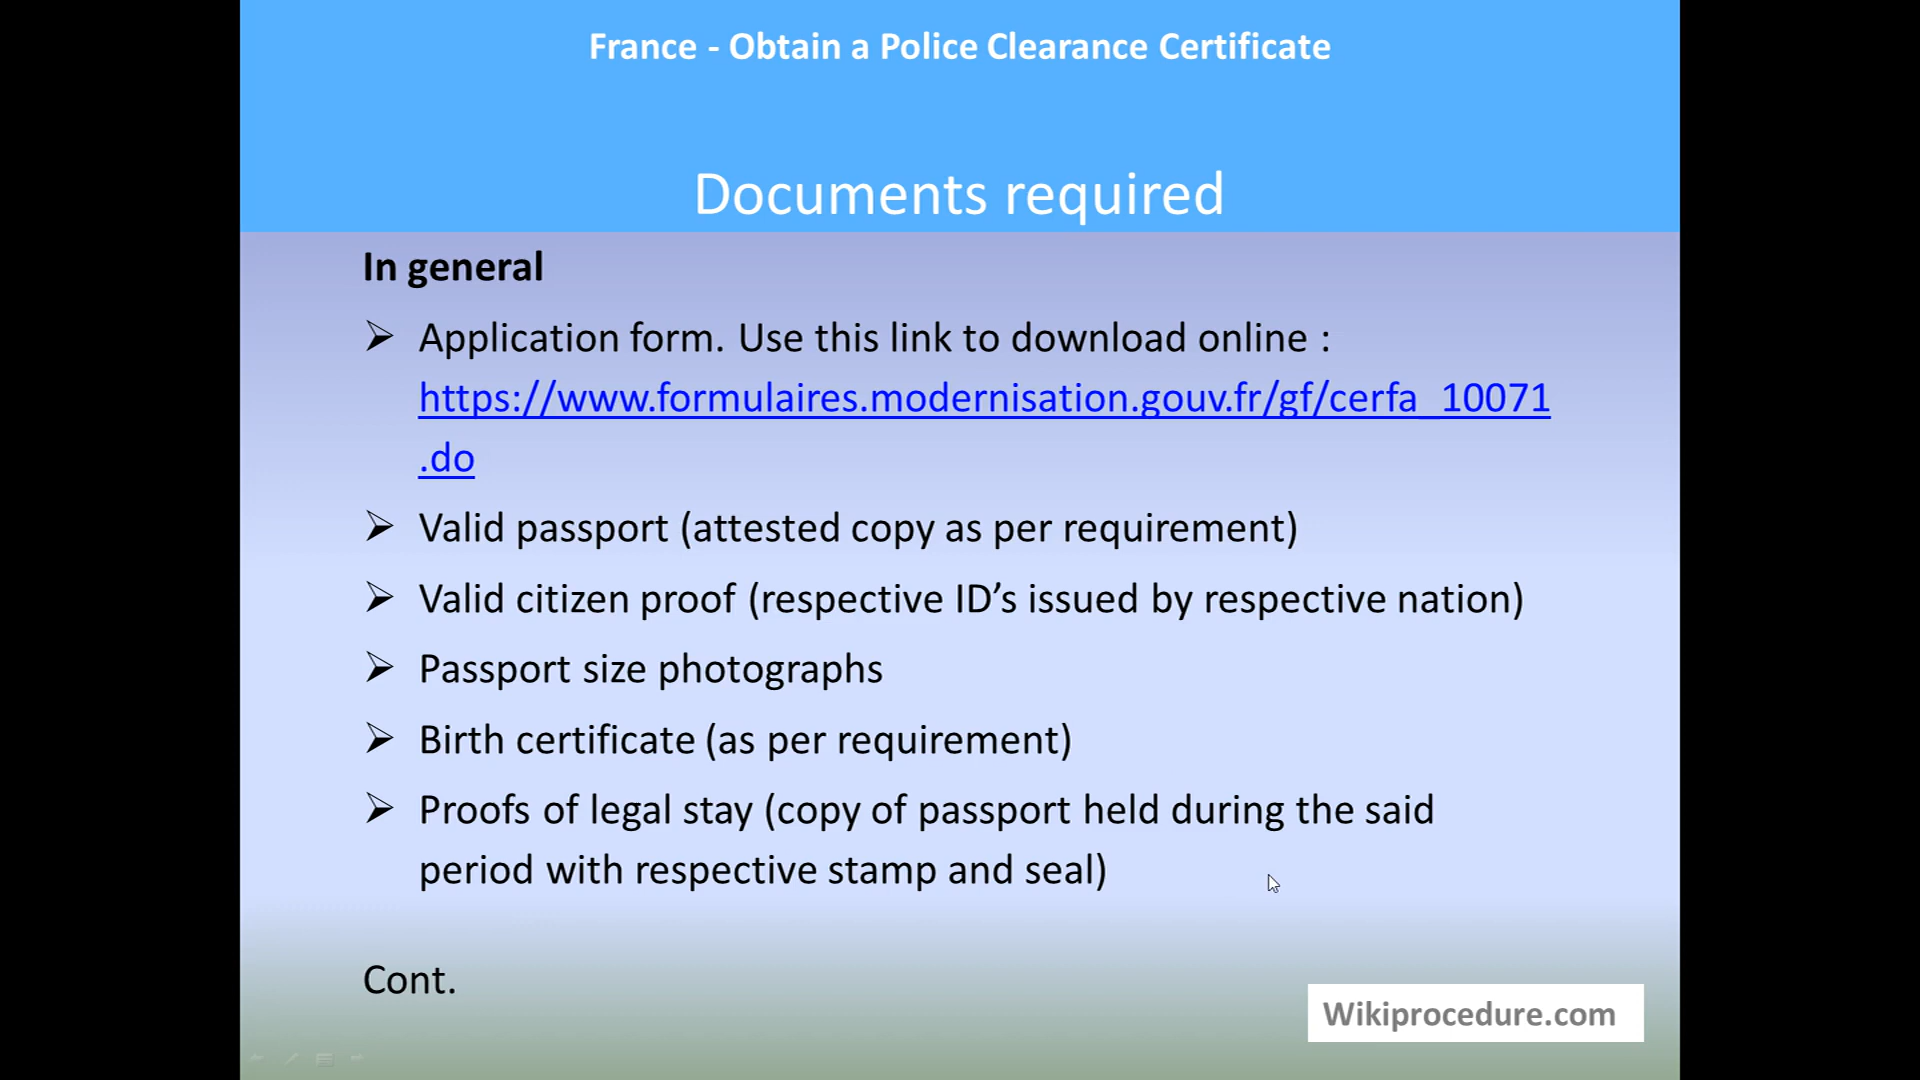 France - Obtain a Police Clearance Certificate
Documents required
In general
➢ Application form. Use this link to download online :
https://www.formulaires.modernisation.gouv.fr/gf/cerfa_10071
.do
➢ Valid passport (attested copy as per requirement)
➢ Valid citizen proof (respective ID’s issued by respective nation)
➢ Passport size photographs
➢ Birth certificate (as per requirement)
➢ Proofs of legal stay (copy of passport held during the said
period with respective stamp and seal)
Cont.
Wikiprocedure.com